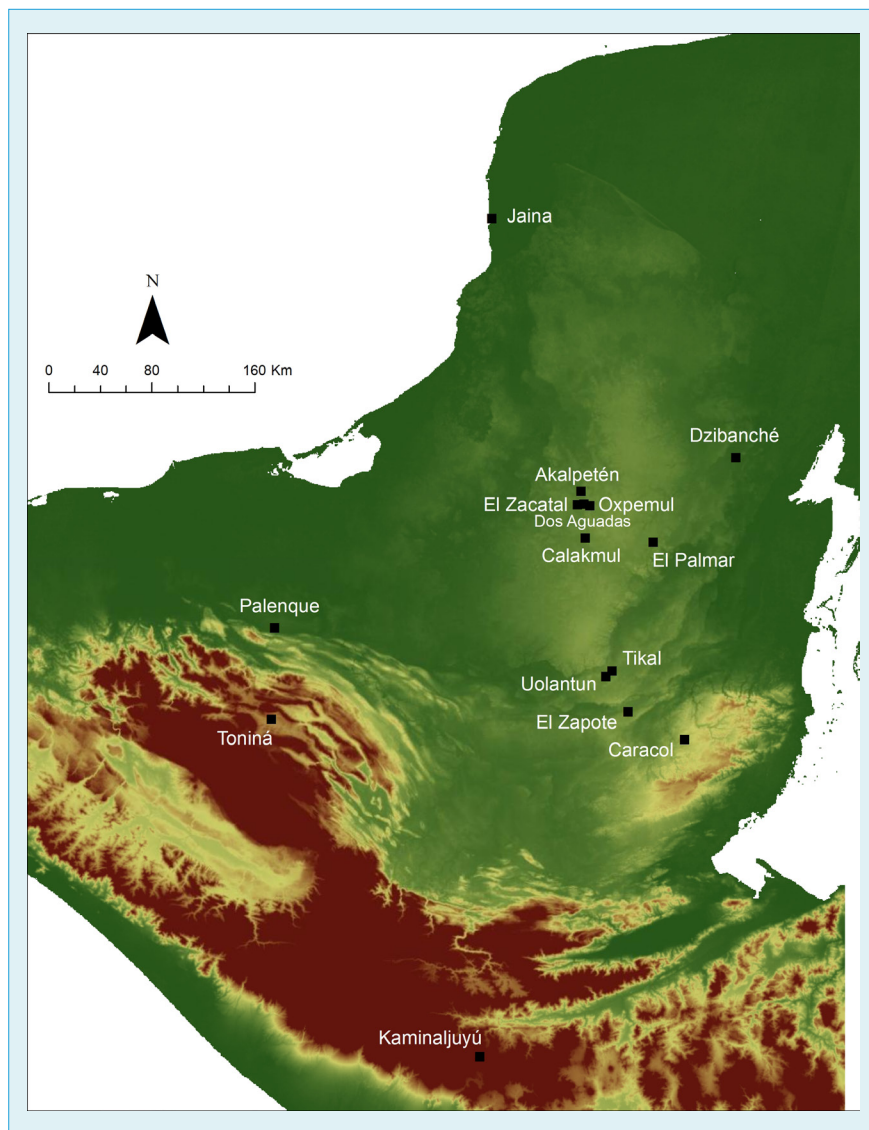 Jaina
N
0 40 80 160 Km
Dzibanché
Akalpetén
El Zacatal Oxpemul
Dos Aguadas
Calakmul
El Palmar
Palenque
Tikal
Uolantun
El Zapote
Toniná
Caracol
Kaminaljuyú